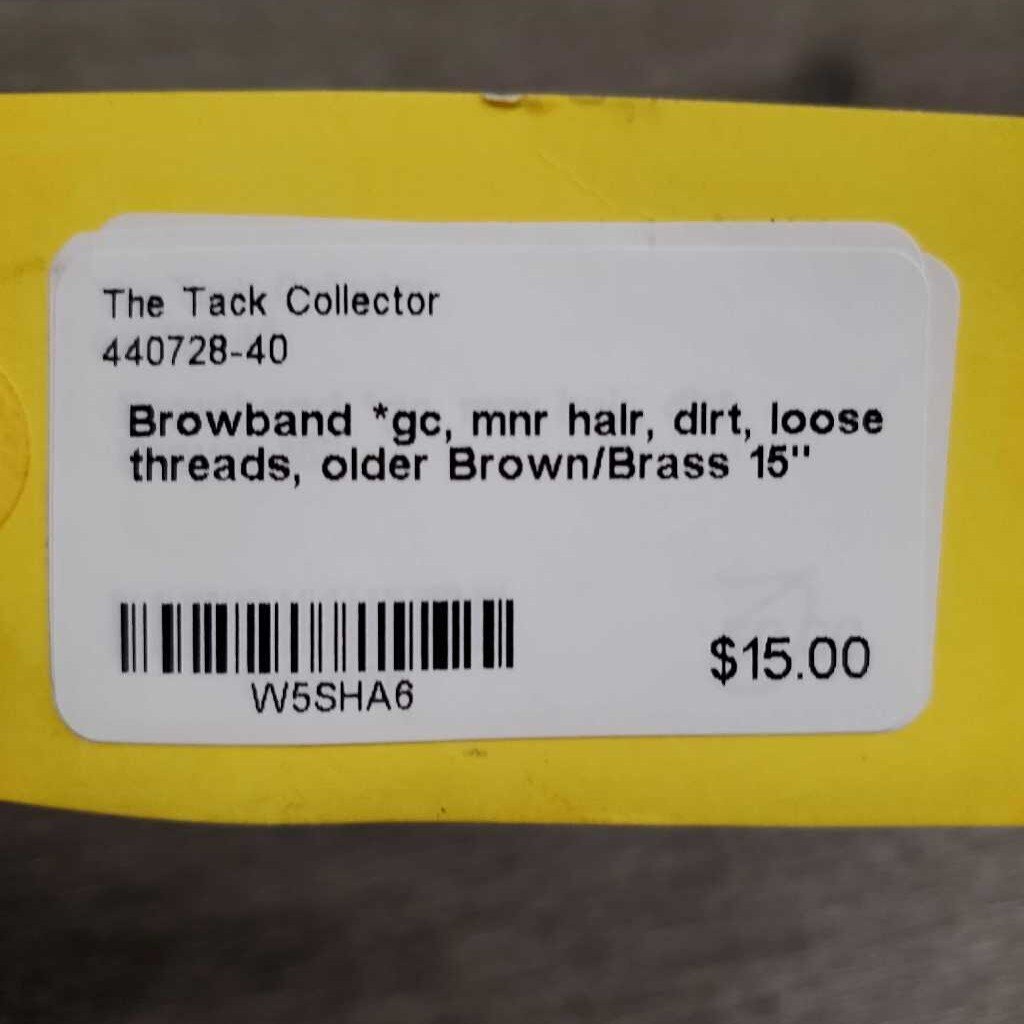 The Tack Collector
440728-40
Browband *gc, mnr hair, dirt, loose
threads, older Brown/Brass 15"
W5SHA6
$15.00